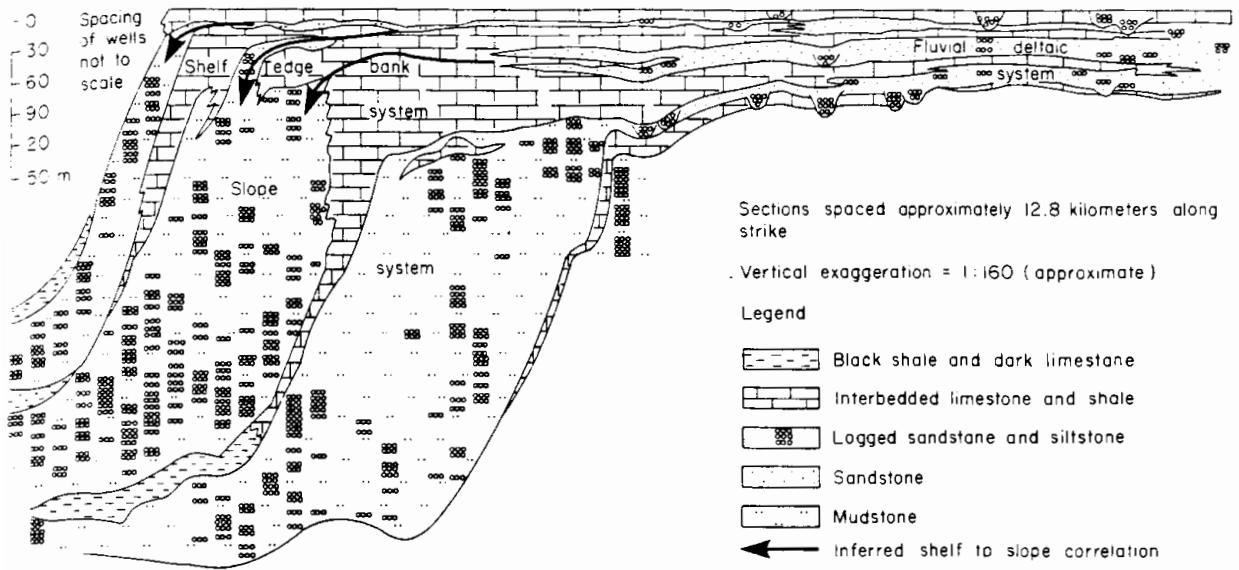 0
30
60
90
20
50 m
Spacing
of wells
not to
scale
Shelf edge bank
system
Slope
system
Fluvial deltaic
system
Sections spaced approximately 12.8 kilometers along
strike
Vertical exaggeration = 1:160 (approximate)
Legend
Black shale and dark limestane
Interbedded limestone and shale
Logged sandstone and siltstone
Sandstone
Mudstone
Inferred shelf to slope correlation